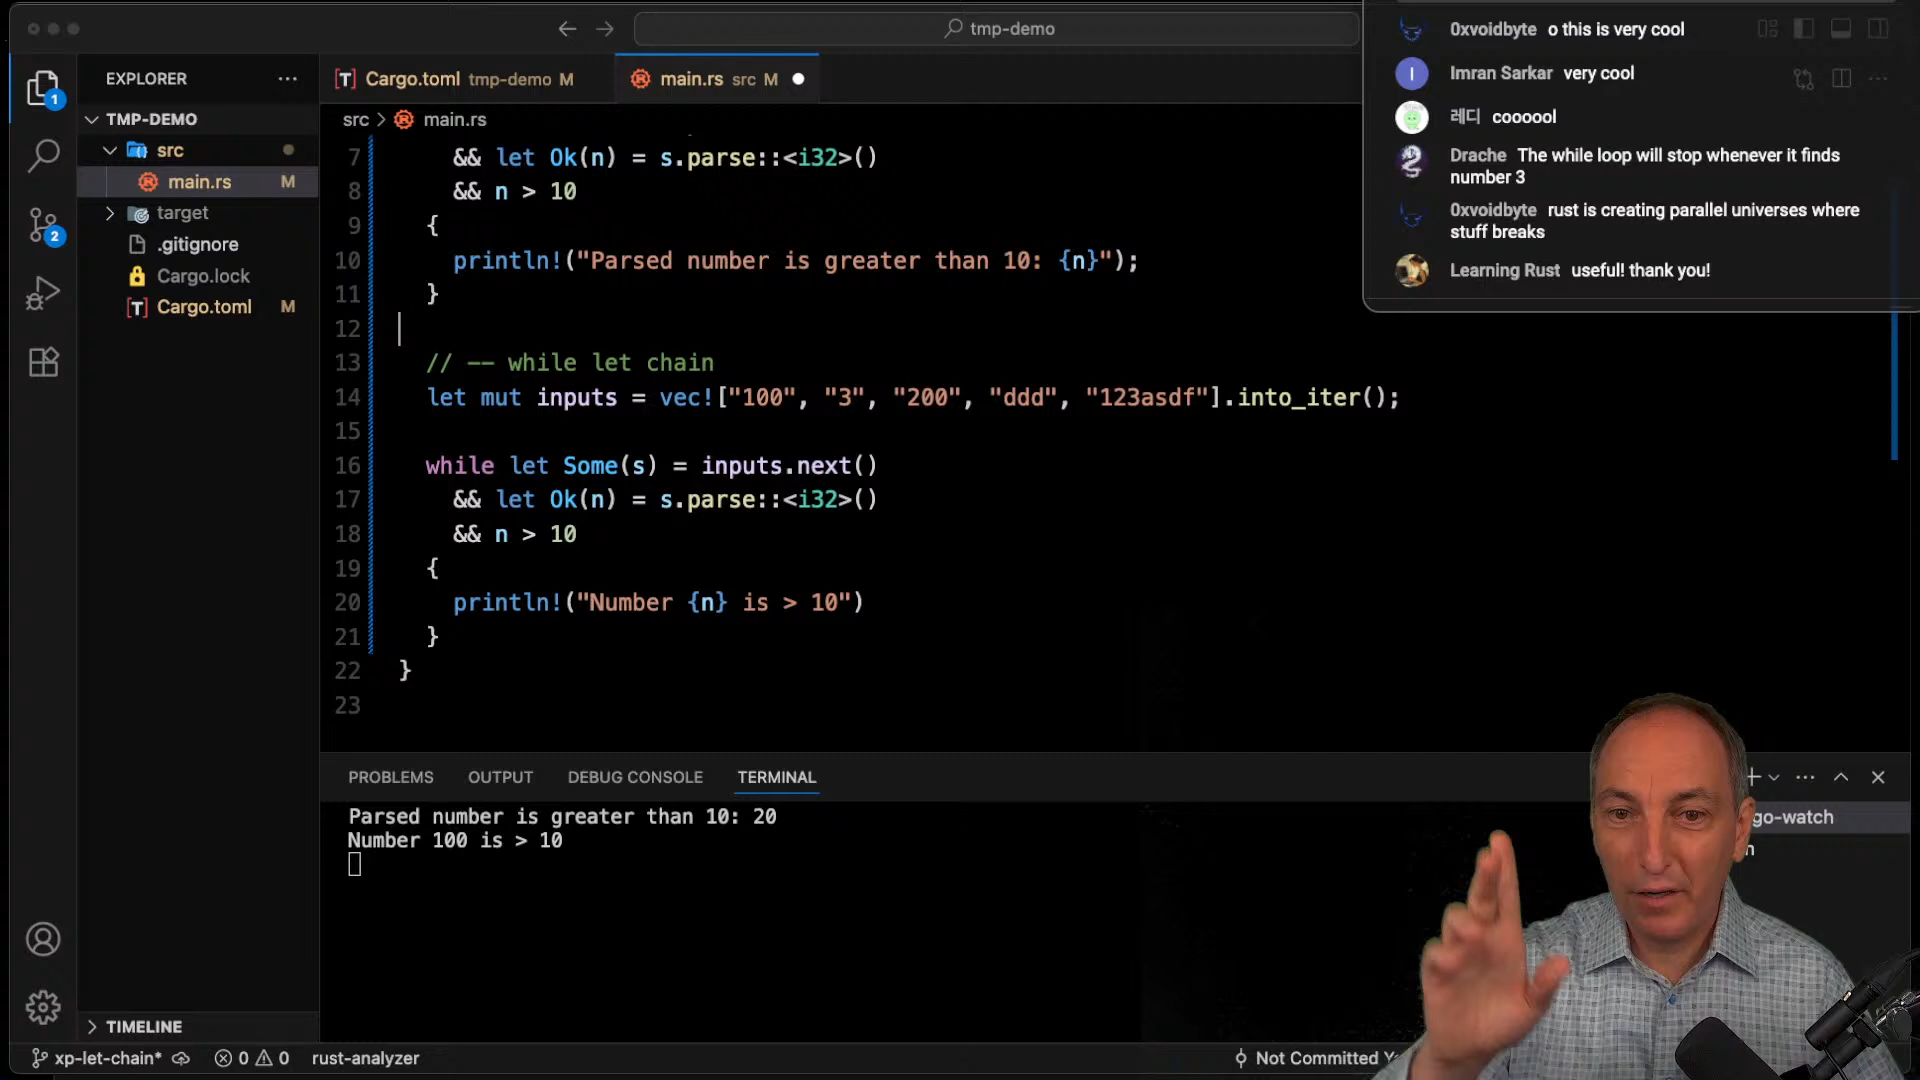 tmp-demo
EXPLORER
Cargo.toml tmp-demo M
main.rs src M
TMP-DEMO
src
main.rs M
target
.gitignore
Cargo.lock
Cargo.toml M
1
2
src > main.rs
7 && let Ok(n) = s.parse::<i32>()
8 && n > 10
9 {
10 println!("Parsed number is greater than 10: {n}");
11 }
12
13 // -- while let chain
14 let mut inputs = vec!["100", "3", "200", "ddd", "123asdf"].into_iter();
15
16 while let Some(s) = inputs.next()
17 && let Ok(n) = s.parse::<i32>()
18 && n > 10
19 {
20 println!("Number {n} is > 10")
21 }
22 }
23
0xvoidbyte o this is very cool
I Imran Sarkar very cool
레디 coooool
Drache The while loop will stop whenever it finds
number 3
0xvoidbyte rust is creating parallel universes where
stuff breaks
Learning Rust useful! thank you!
PROBLEMS OUTPUT DEBUG CONSOLE TERMINAL
Parsed number is greater than 10: 20
Number 100 is > 10
go-watch
TIMELINE
xp-let-chain* 0 0 rust-analyzer
Not Committed